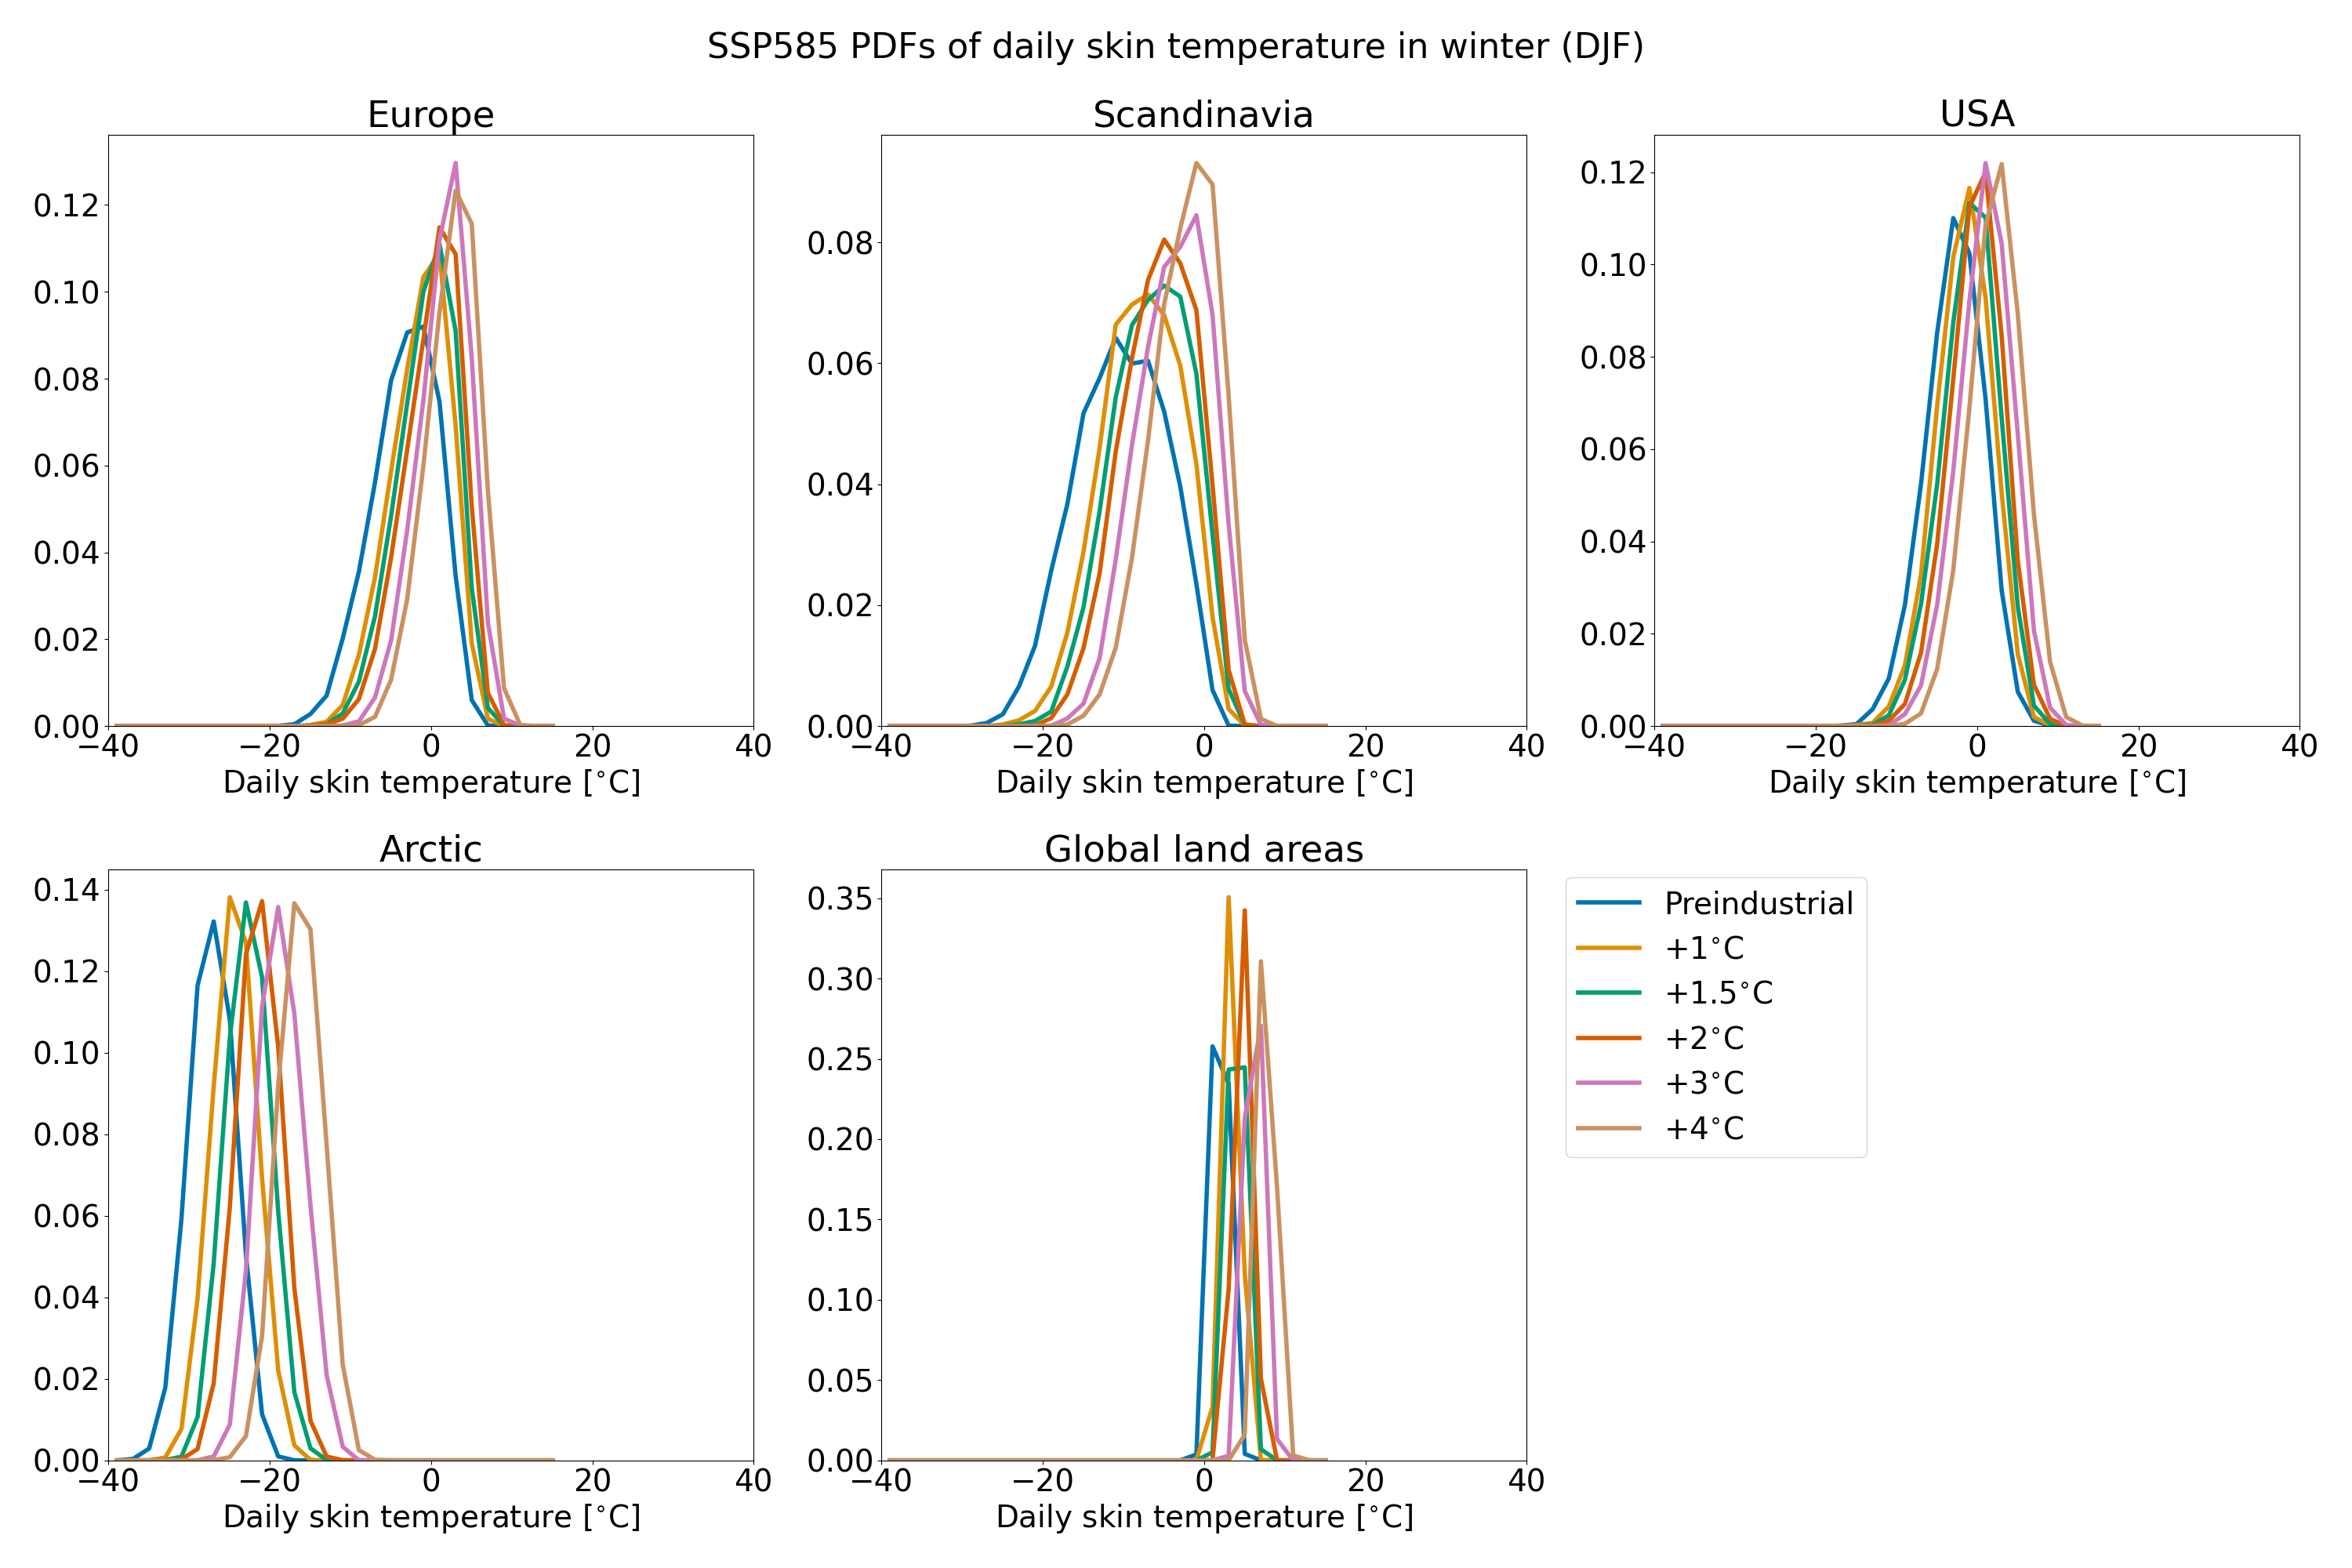 SSP585 PDFs of daily skin temperature in winter (DJF)
Europe
0.12
0.10
0.08
0.06
0.04
0.02
0.00
−40 −20 0 20 40
Daily skin temperature [°C]
Scandinavia
0.08
0.06
0.04
0.02
0.00
−40 −20 0 20 40
Daily skin temperature [°C]
USA
0.12
0.10
0.08
0.06
0.04
0.02
0.00
−40 −20 0 20 40
Daily skin temperature [°C]
Arctic
0.14
0.12
0.10
0.08
0.06
0.04
0.02
0.00
−40 −20 0 20 40
Daily skin temperature [°C]
Global land areas
0.35
0.30
0.25
0.20
0.15
0.10
0.05
0.00
−40 −20 0 20 40
Daily skin temperature [°C]
Preindustrial
+1°C
+1.5°C
+2°C
+3°C
+4°C